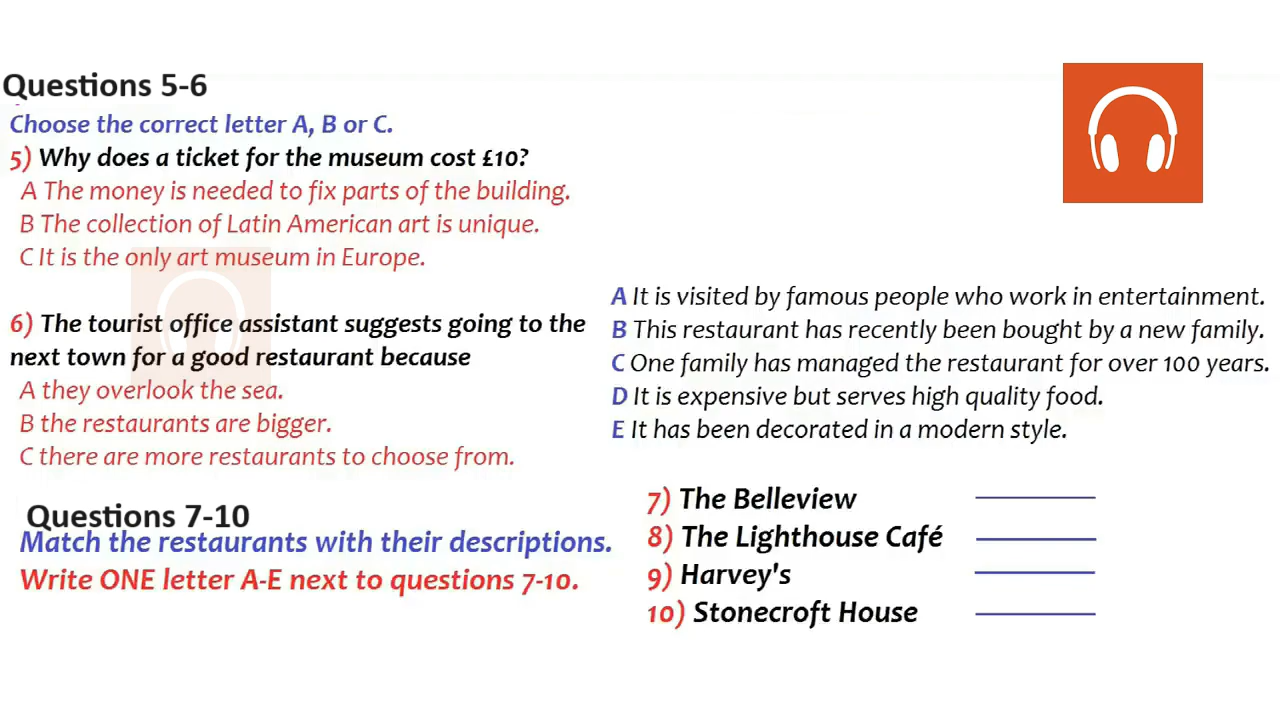 Questions 5-6
Choose the correct letter A, B or C.
5) Why does a ticket for the museum cost £10?
A The money is needed to fix parts of the building.
B The collection of Latin American art is unique.
C It is the only art museum in Europe.
6) The tourist office assistant suggests going to the
next town for a good restaurant because
A they overlook the sea.
B the restaurants are bigger.
C there are more restaurants to choose from.
Questions 7-10
Match the restaurants with their descriptions.
Write ONE letter A-E next to questions 7-10.
A It is visited by famous people who work in entertainment.
B This restaurant has recently been bought by a new family.
C One family has managed the restaurant for over 100 years.
D It is expensive but serves high quality food.
E It has been decorated in a modern style.
7) The Belleview
8) The Lighthouse Café
9) Harvey's
10) Stonecroft House